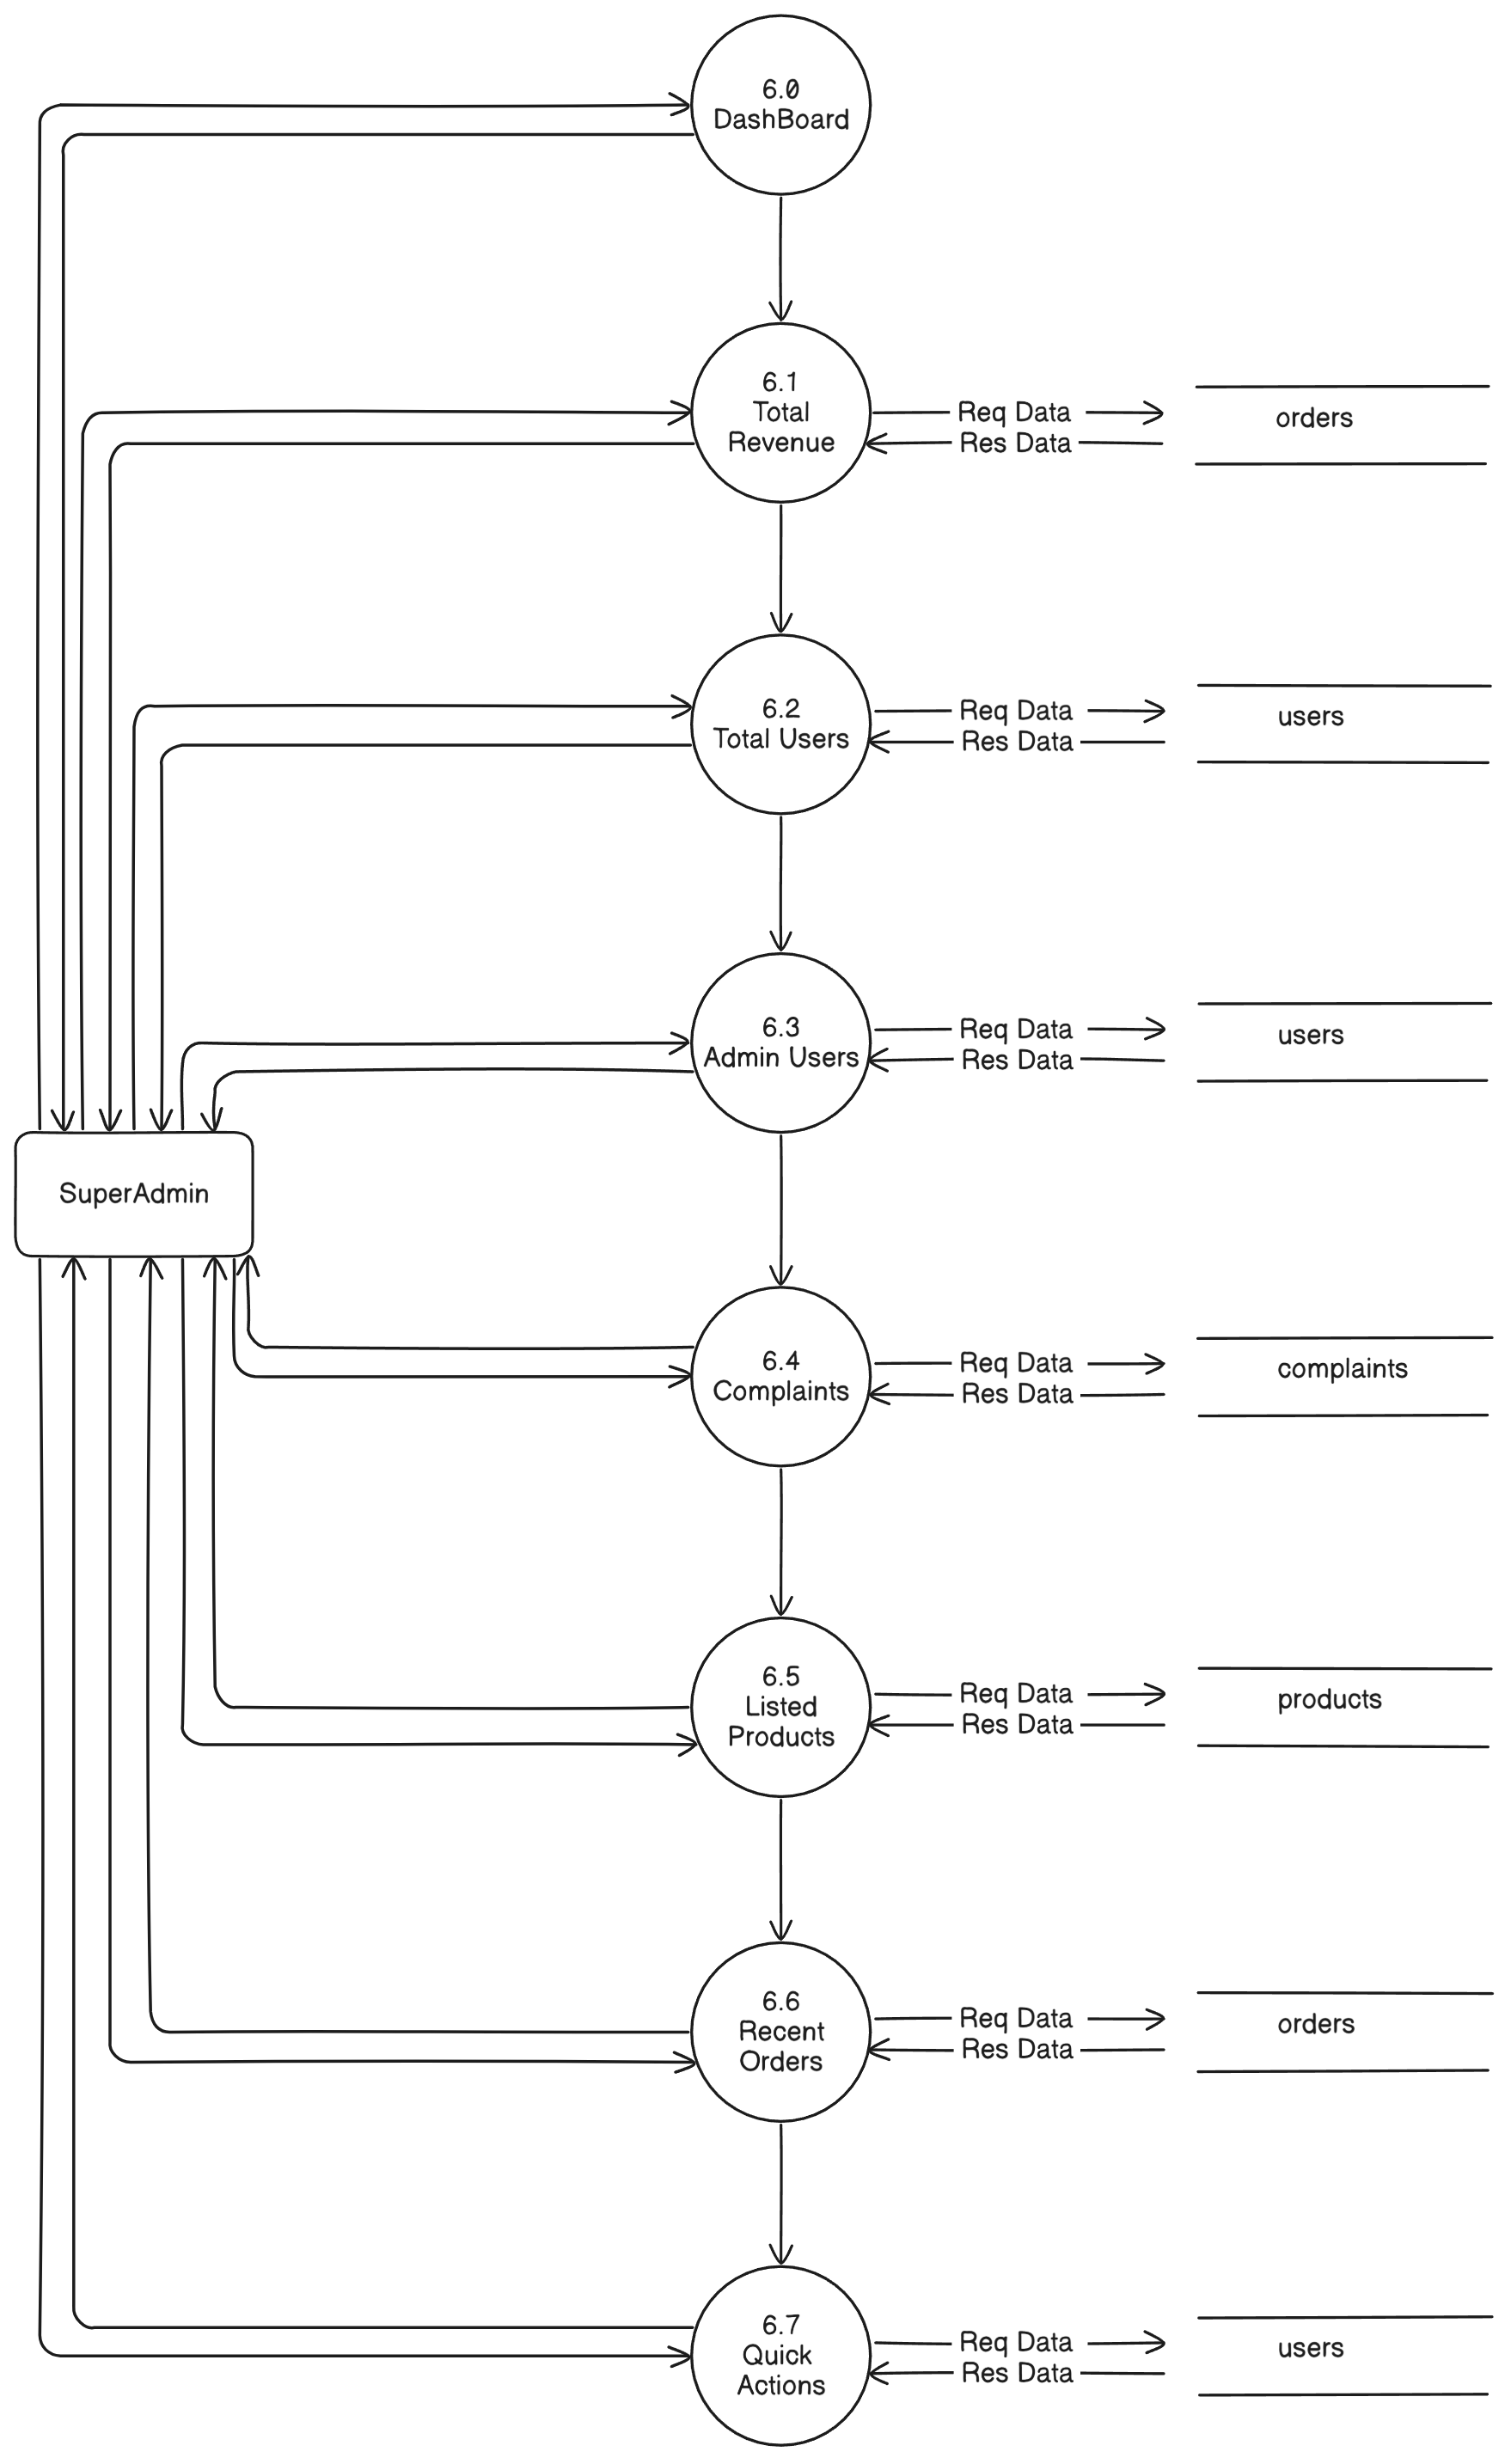 6.0
DashBoard
6.1
Total
Revenue
Req Data
Res Data
orders
6.2
Total Users
Req Data
Res Data
users
6.3
Admin Users
Req Data
Res Data
users
SuperAdmin
6.4
Complaints
Req Data
Res Data
complaints
6.5
Listed
Products
Req Data
Res Data
products
6.6
Recent
Orders
Req Data
Res Data
orders
6.7
Quick
Actions
Req Data
Res Data
users